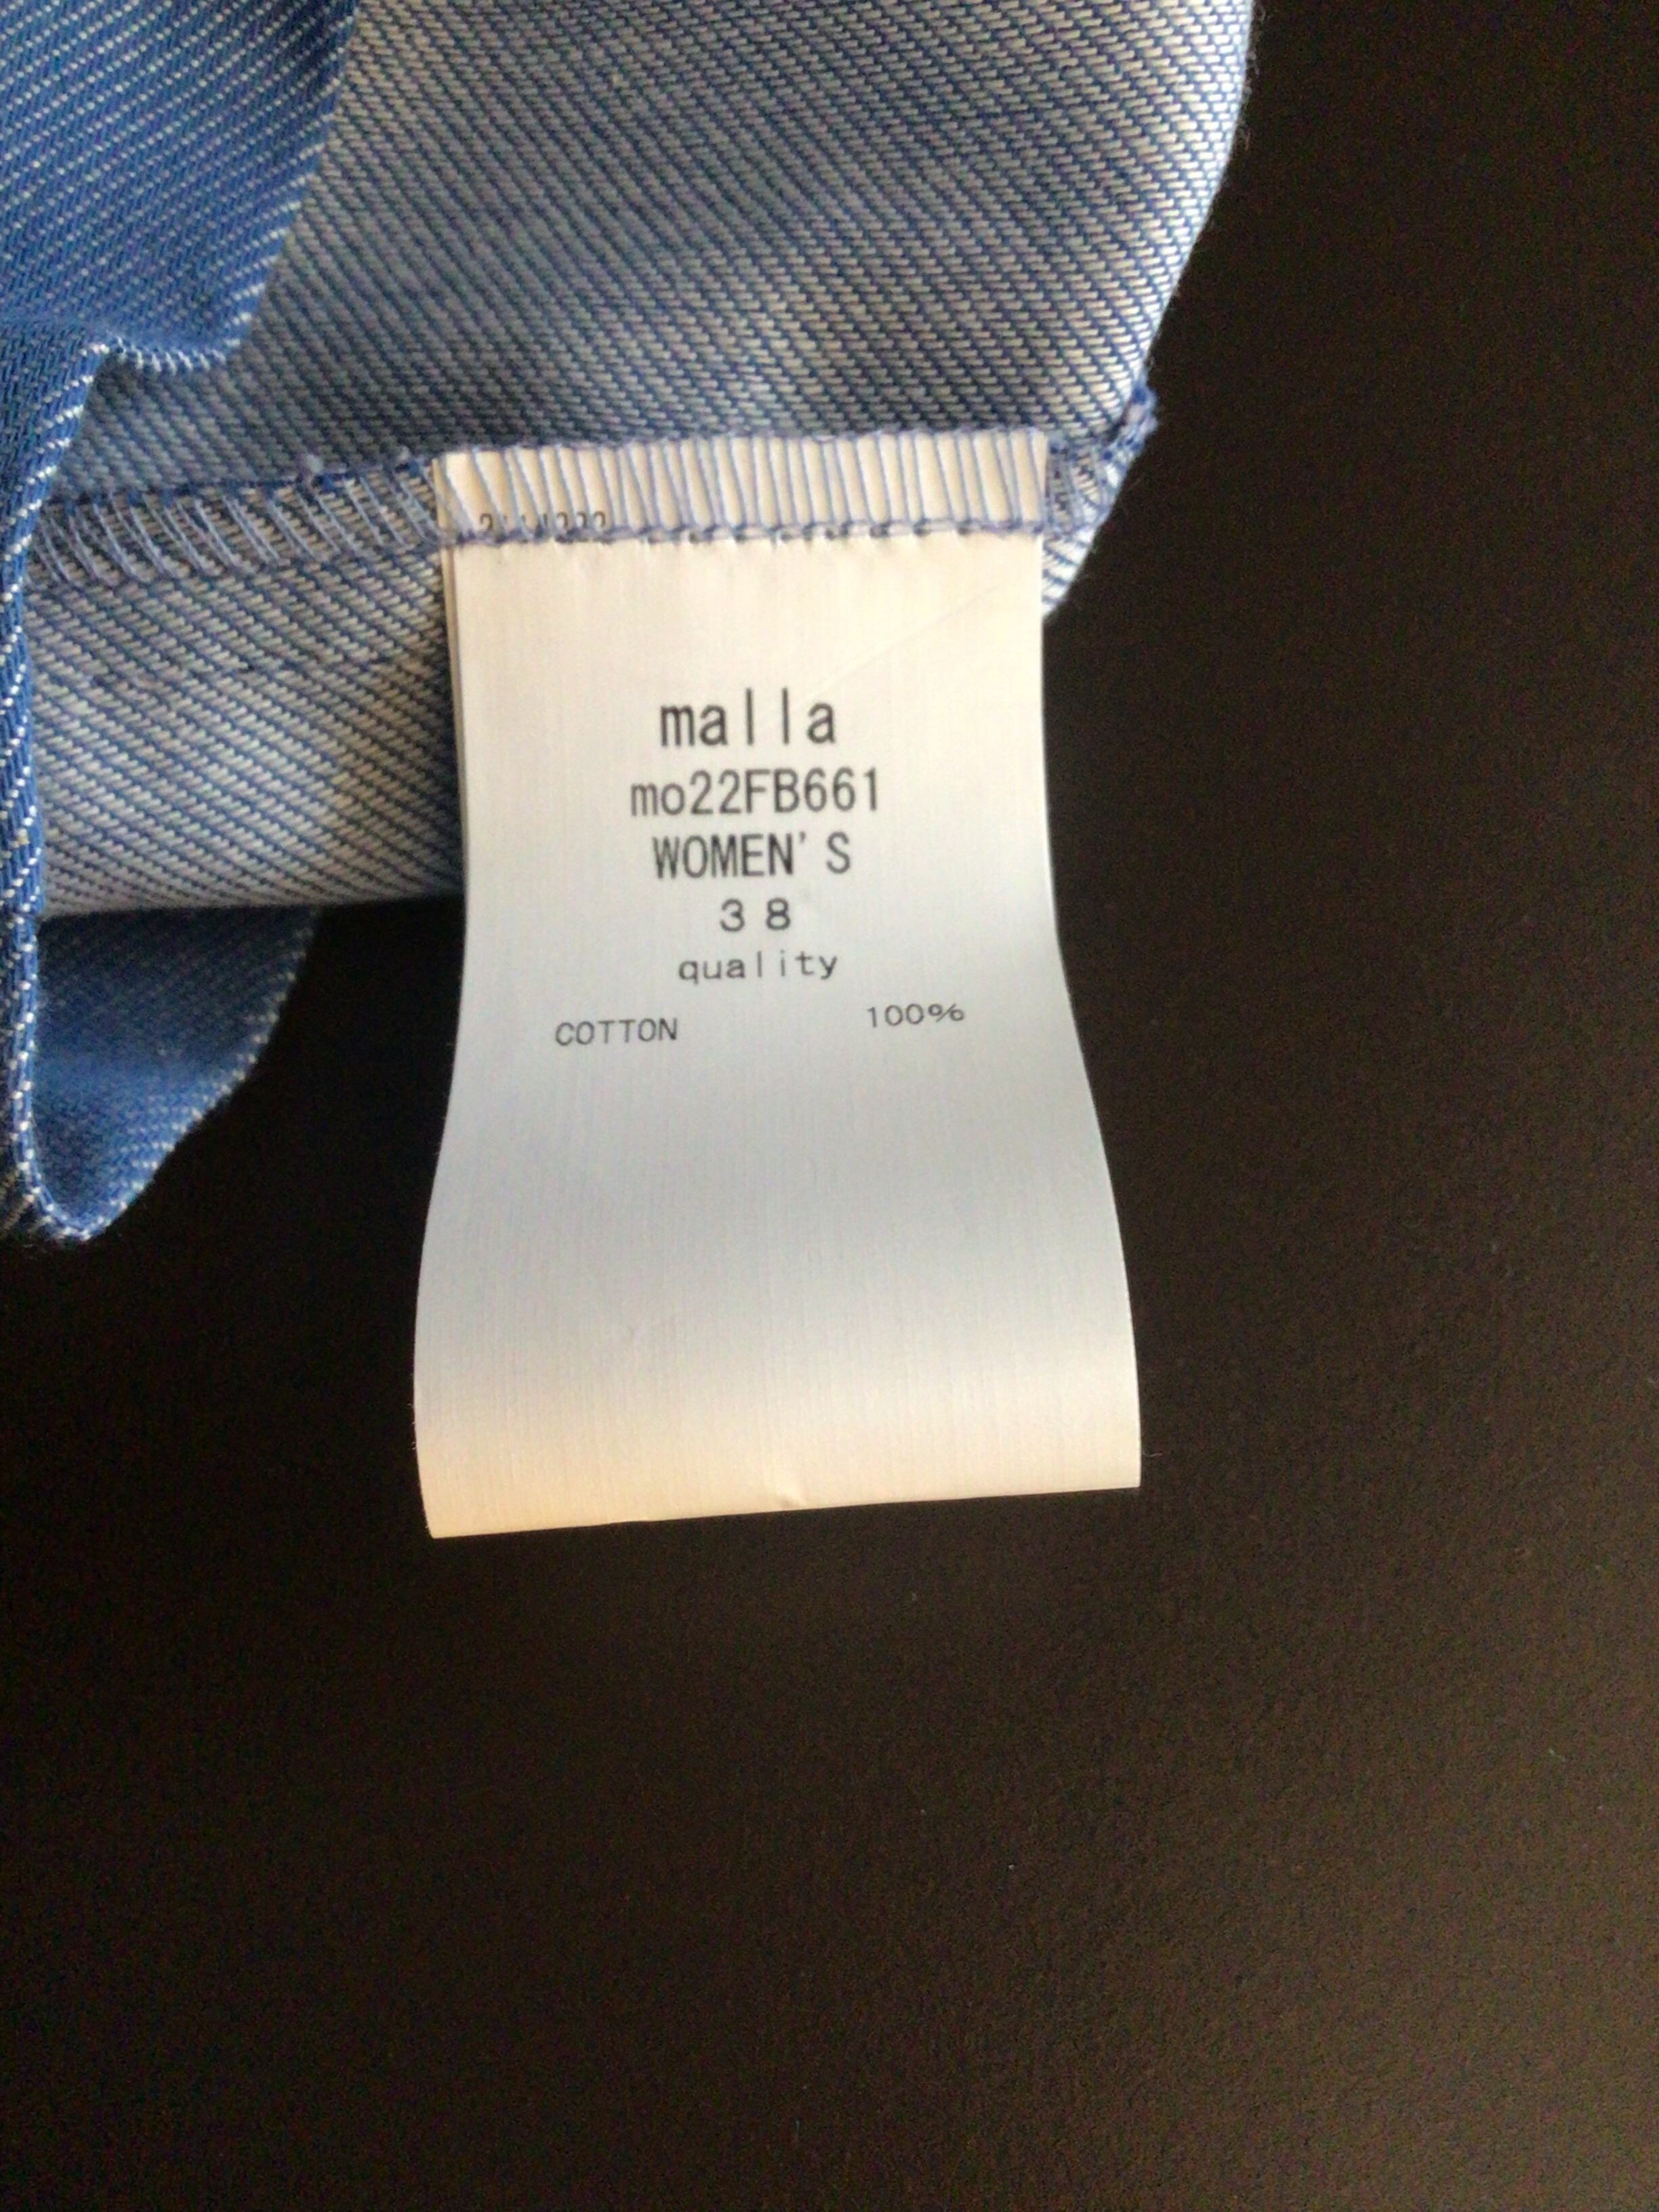 malla
mo22FB661
WOMEN'S
38
quality
COTTON 100%